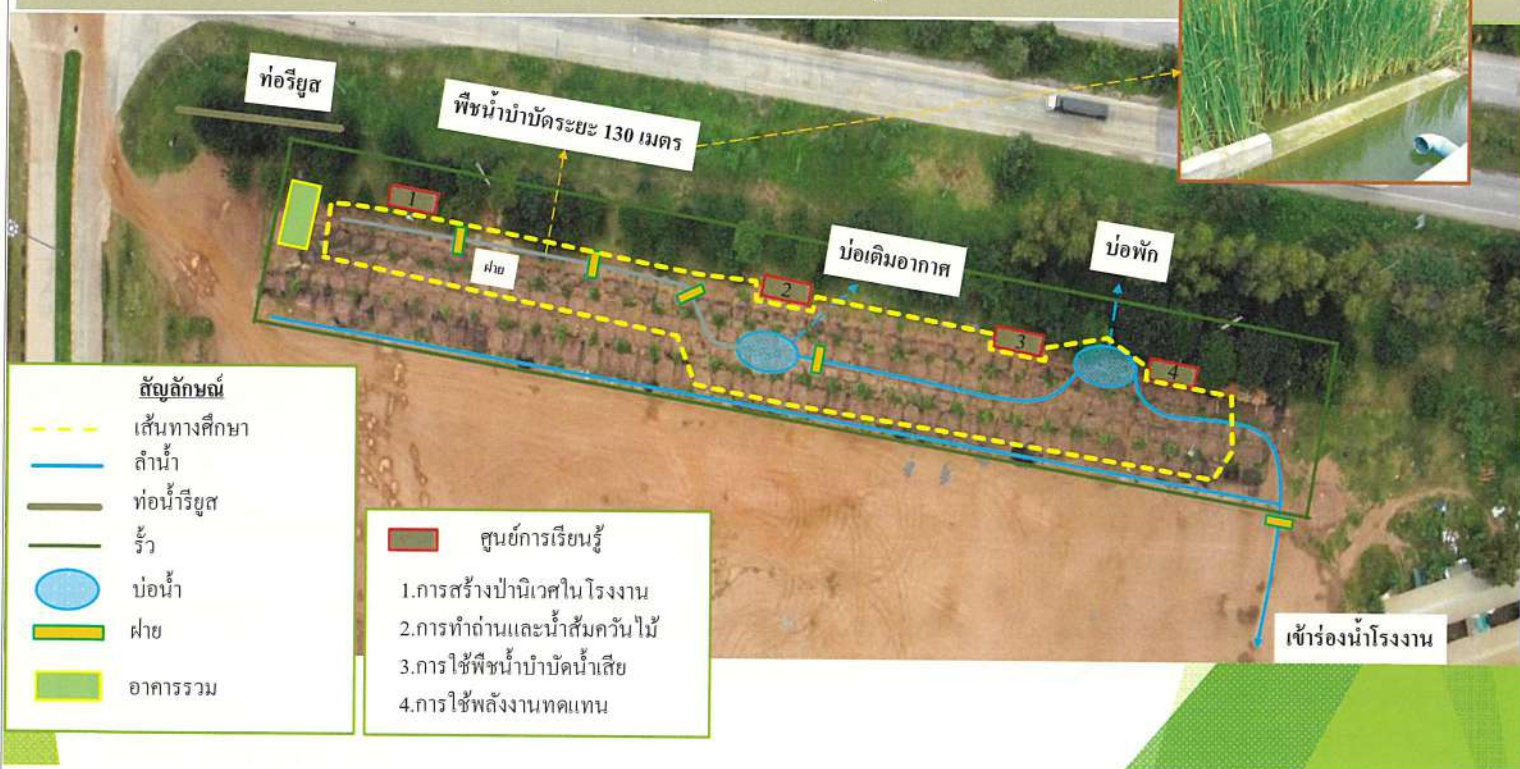 ท่อรียูส
พืชน้ำบำบัดระยะ 130 เมตร
1
ฝาย
2
บ่อเติมอากาศ
บ่อพัก
3
4
เข้าร่องน้ำโรงงาน
สัญลักษณ์
เส้นทางศึกษา
ลำน้ำ
ท่อน้ำรียูส
รั้ว
บ่อน้ำ
ฝาย
อาคารรวม
ศูนย์การเรียนรู้
1.การสร้างป่านิเวศในโรงงาน
2.การทำถ่านและน้ำส้มควันไม้
3.การใช้พืชน้ำบำบัดน้ำเสีย
4.การใช้พลังงานทดแทน